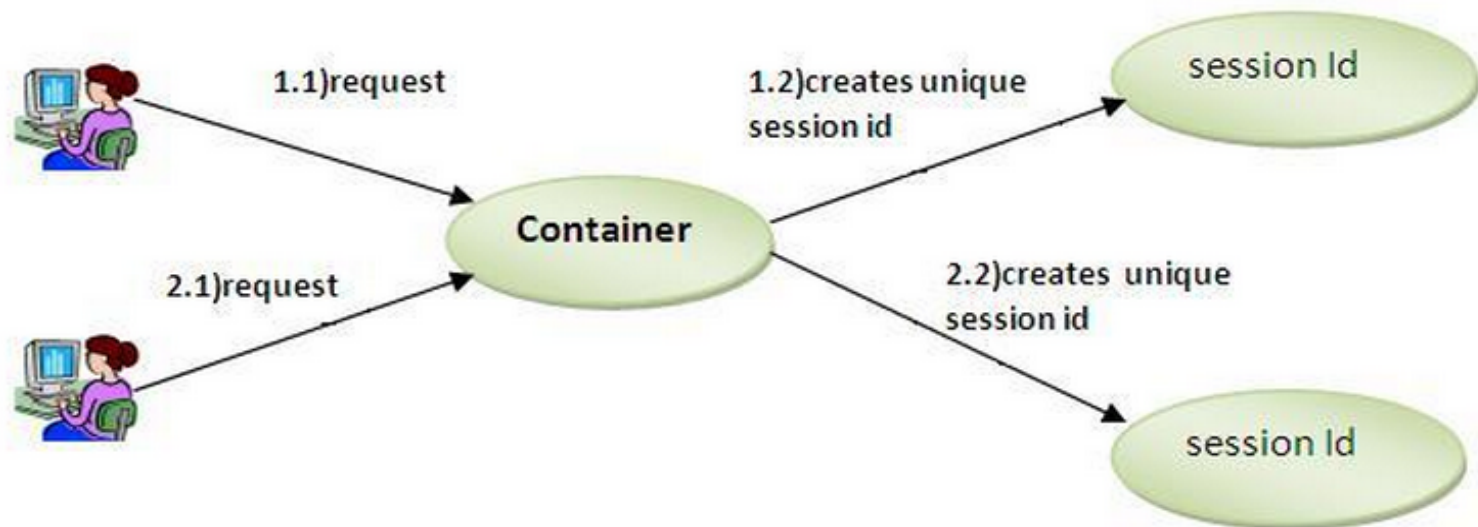 1.1)request
1.2)creates unique
session id
session Id
Container
2.1)request
2.2)creates unique
session id
session Id